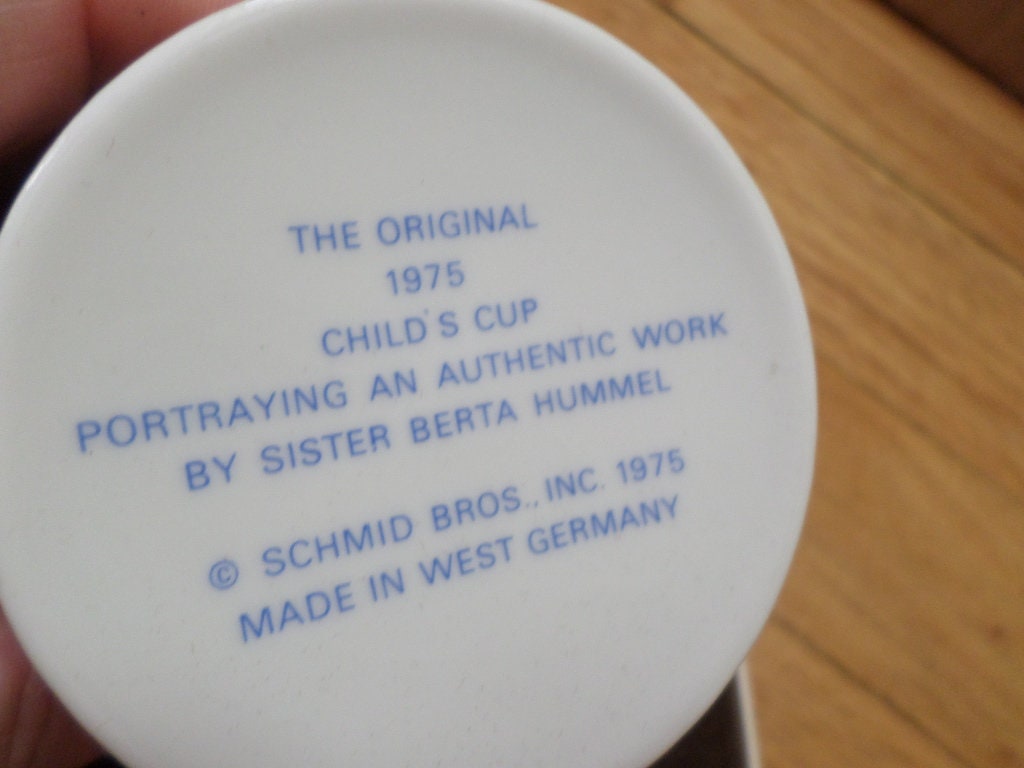 THE ORIGINAL
1975
CHILD'S CUP
PORTRAYING AN AUTHENTIC WORK
BY SISTER BERTA HUMMEL
© SCHMID BROS., INC. 1975
MADE IN WEST GERMANY